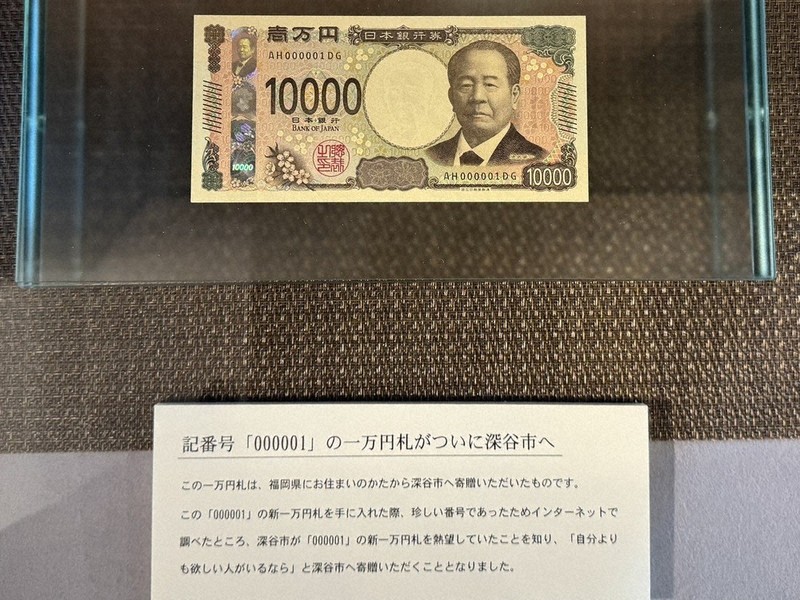 壱万円
日本銀行券
AH000001DG
10000
日本銀行
BANK OF JAPAN
10000
AH000001DG
10000
記番号「000001」の一万円札がついに深谷市へ
この一万円札は、福岡県にお住まいのかたから深谷市へ寄贈いただいたものです。
この「000001」の新一万円札を手に入れた際、珍しい番号であったためインターネットで
調べたところ、深谷市が「000001」の新一万円札を熱望していたことを知り、「自分より
も欲しい人がいるなら」と深谷市へ寄贈いただくこととなりました。